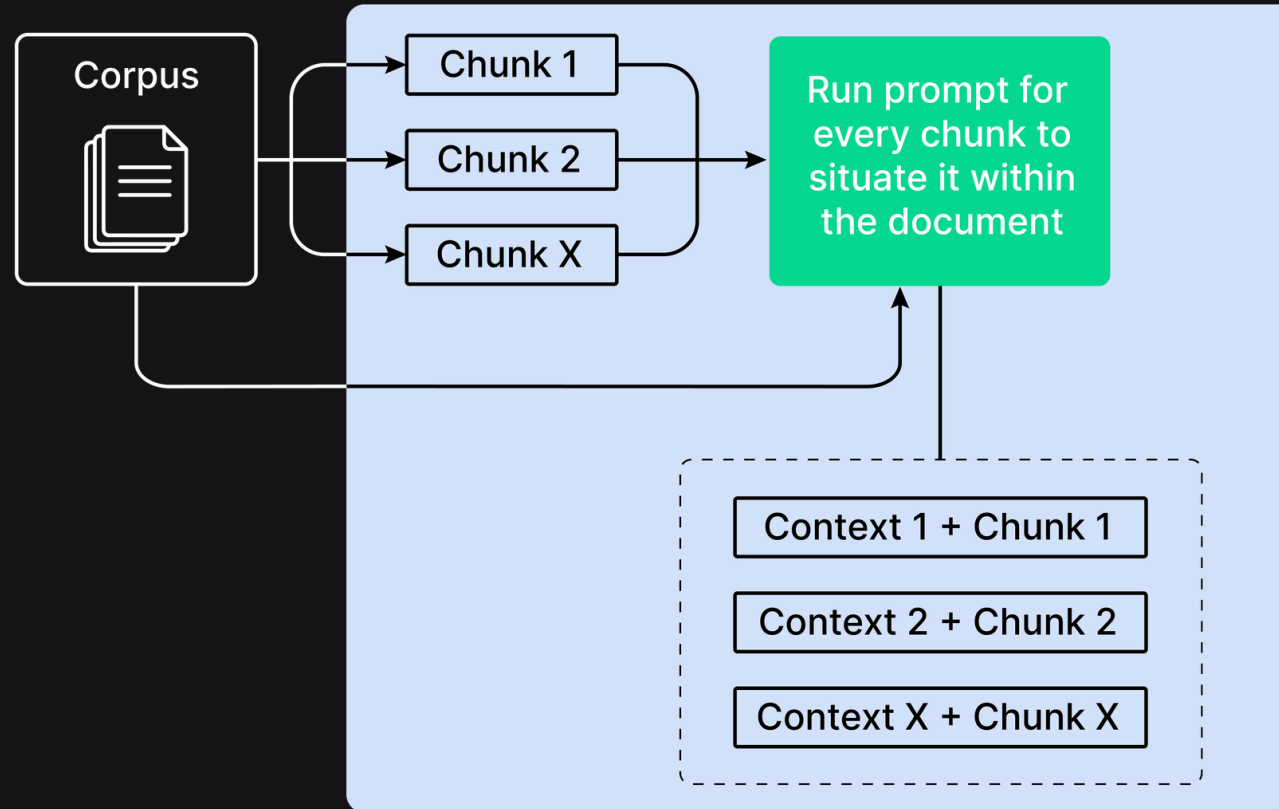 Corpus
Chunk 1
Chunk 2
Chunk X
Run prompt for
every chunk to
situate it within
the document
Context 1 + Chunk 1
Context 2 + Chunk 2
Context X + Chunk X